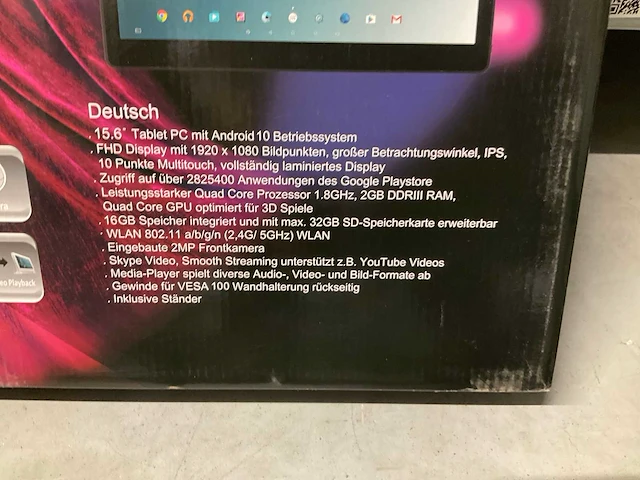 Deutsch
. 15.6" Tablet PC mit Android 10 Betriebssystem
. FHD Display mit 1920 x 1080 Bildpunkten, großer Betrachtungswinkel, IPS,
10 Punkte Multitouch, vollständig laminiertes Display
. Zugriff auf über 2825400 Anwendungen des Google Playstore
. Leistungsstarker Quad Core Prozessor 1.8GHz, 2GB DDRIII RAM,
Quad Core GPU optimiert für 3D Spiele
. 16GB Speicher integriert und mit max. 32GB SD-Speicherkarte erweiterbar
. WLAN 802.11 a/b/g/n (2,4G/ 5GHz) WLAN
. Eingebaute 2MP Frontkamera
. Skype Video, Smooth Streaming unterstützt z.B. YouTube Videos
. Media-Player spielt diverse Audio-, Video- und Bild-Formate ab
. Gewinde für VESA 100 Wandhalterung rückseitig
. Inklusive Ständer
Playback